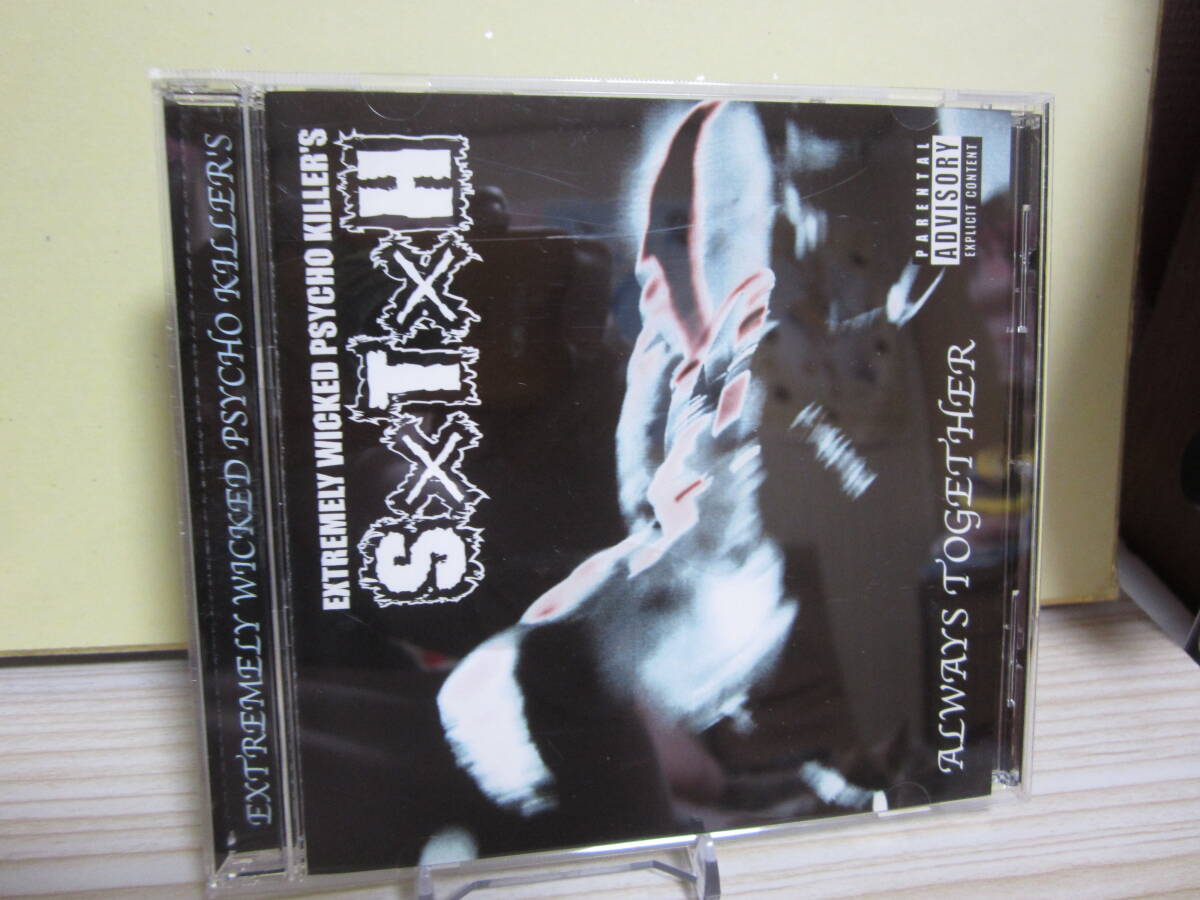 EXTREMELY WICKED PSYCHO KILLER'S
EXTREMELY WICKED PSYCHO KILLER'S
SXTXH
ALWAYS TOGETHER
PARENTAL
ADVISORY
EXPLICIT CONTENT